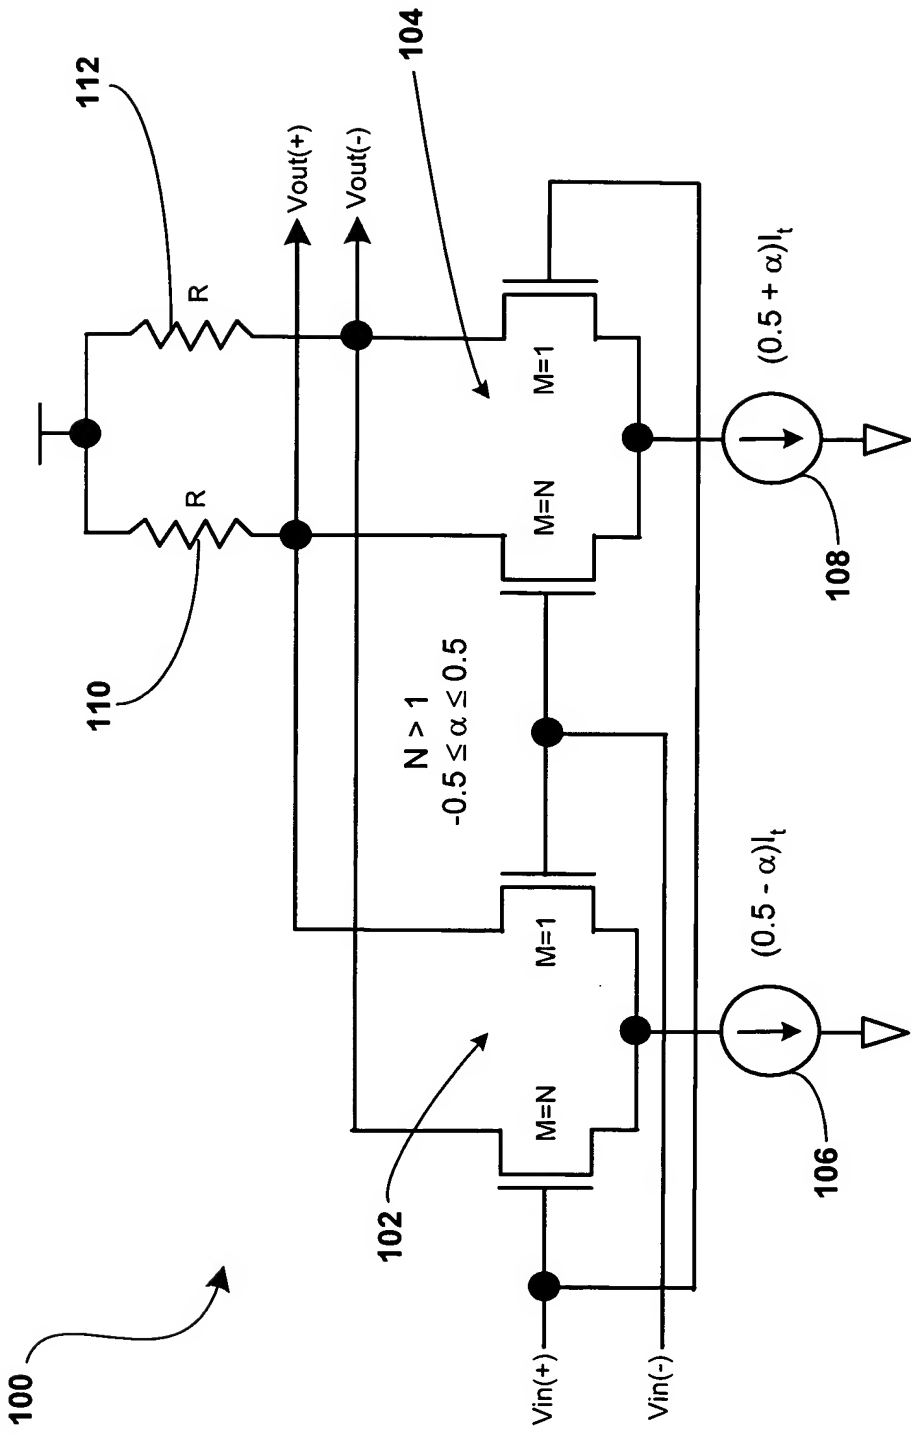 100
112
110
R
R
Vout(+)
Vout(-)
104
102
N > 1
-0.5 ≤ α ≤ 0.5
M=N
M=1
M=N
M=1
Vin(+)
Vin(-)
(0.5 - α)I_t
(0.5 + α)I_t
106
108